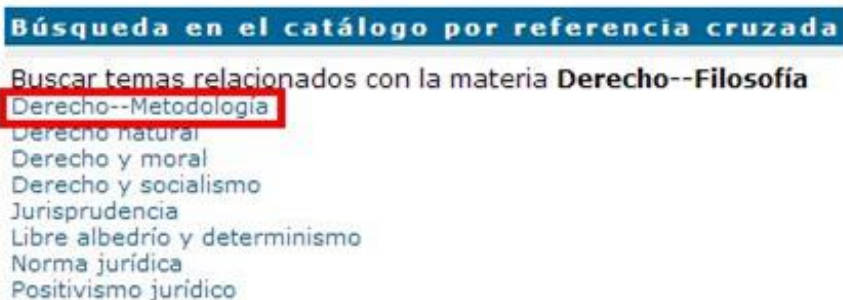 Búsqueda en el catálogo por referencia cruzada
Buscar temas relacionados con la materia Derecho--Filosofía
Derecho--Metodología
Derecho natural
Derecho y moral
Derecho y socialismo
Jurisprudencia
Libre albedrío y determinismo
Norma jurídica
Positivismo jurídico